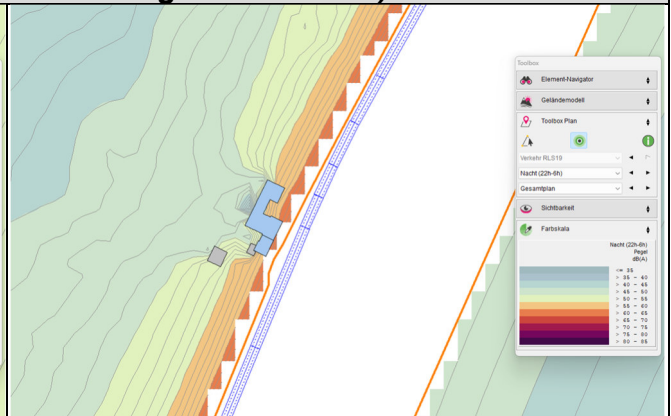 Toolbox
Element-Navigator
Geländemodell
Toolbox Plan
Verkehr RLS19
Nacht (22h-6h)
Gesamtplan
Sichtbarkeit
Farbskala
Nacht (22h-6h)
Pegel
dB(A)
<= 35
> 35 - 40
> 40 - 45
> 45 - 50
> 50 - 55
> 55 - 60
> 60 - 65
> 65 - 70
> 70 - 75
> 75 - 80
> 80 - 85